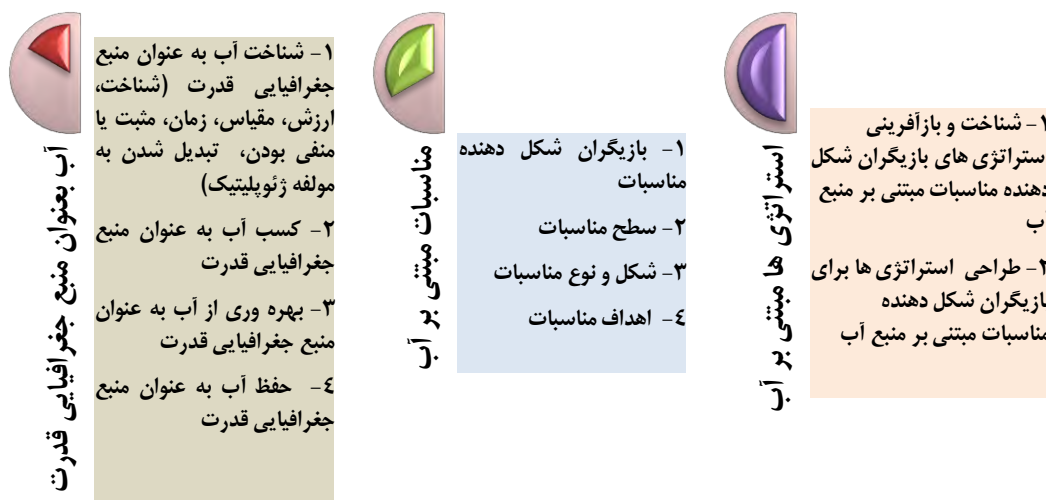 آب بعنوان منبع جغرافیایی قدرت
۱- شناخت آب به عنوان منبع
جغرافیایی قدرت (شناخت،
ارزش، مقیاس، زمان، مثبت یا
منفی بودن، تبدیل شدن به
مولفه ژئوپلیتیک)
۲- کسب آب به عنوان منبع
جغرافیایی قدرت
۳- بهره وری از آب به عنوان
منبع جغرافیایی قدرت
٤- حفظ آب به عنوان منبع
جغرافیایی قدرت
مناسبات مبتنی بر آب
۱- بازیگران شکل دهنده
مناسبات
۲- سطح مناسبات
۳- شکل و نوع مناسبات
٤- اهداف مناسبات
استراتژی ها مبتنی بر آب
۱- شناخت و بازآفرینی
استراتژی های بازیگران شکل
دهنده مناسبات مبتنی بر منبع
آب
۲- طراحی استراتژی ها برای
بازیگران شکل دهنده
مناسبات مبتنی بر منبع آب